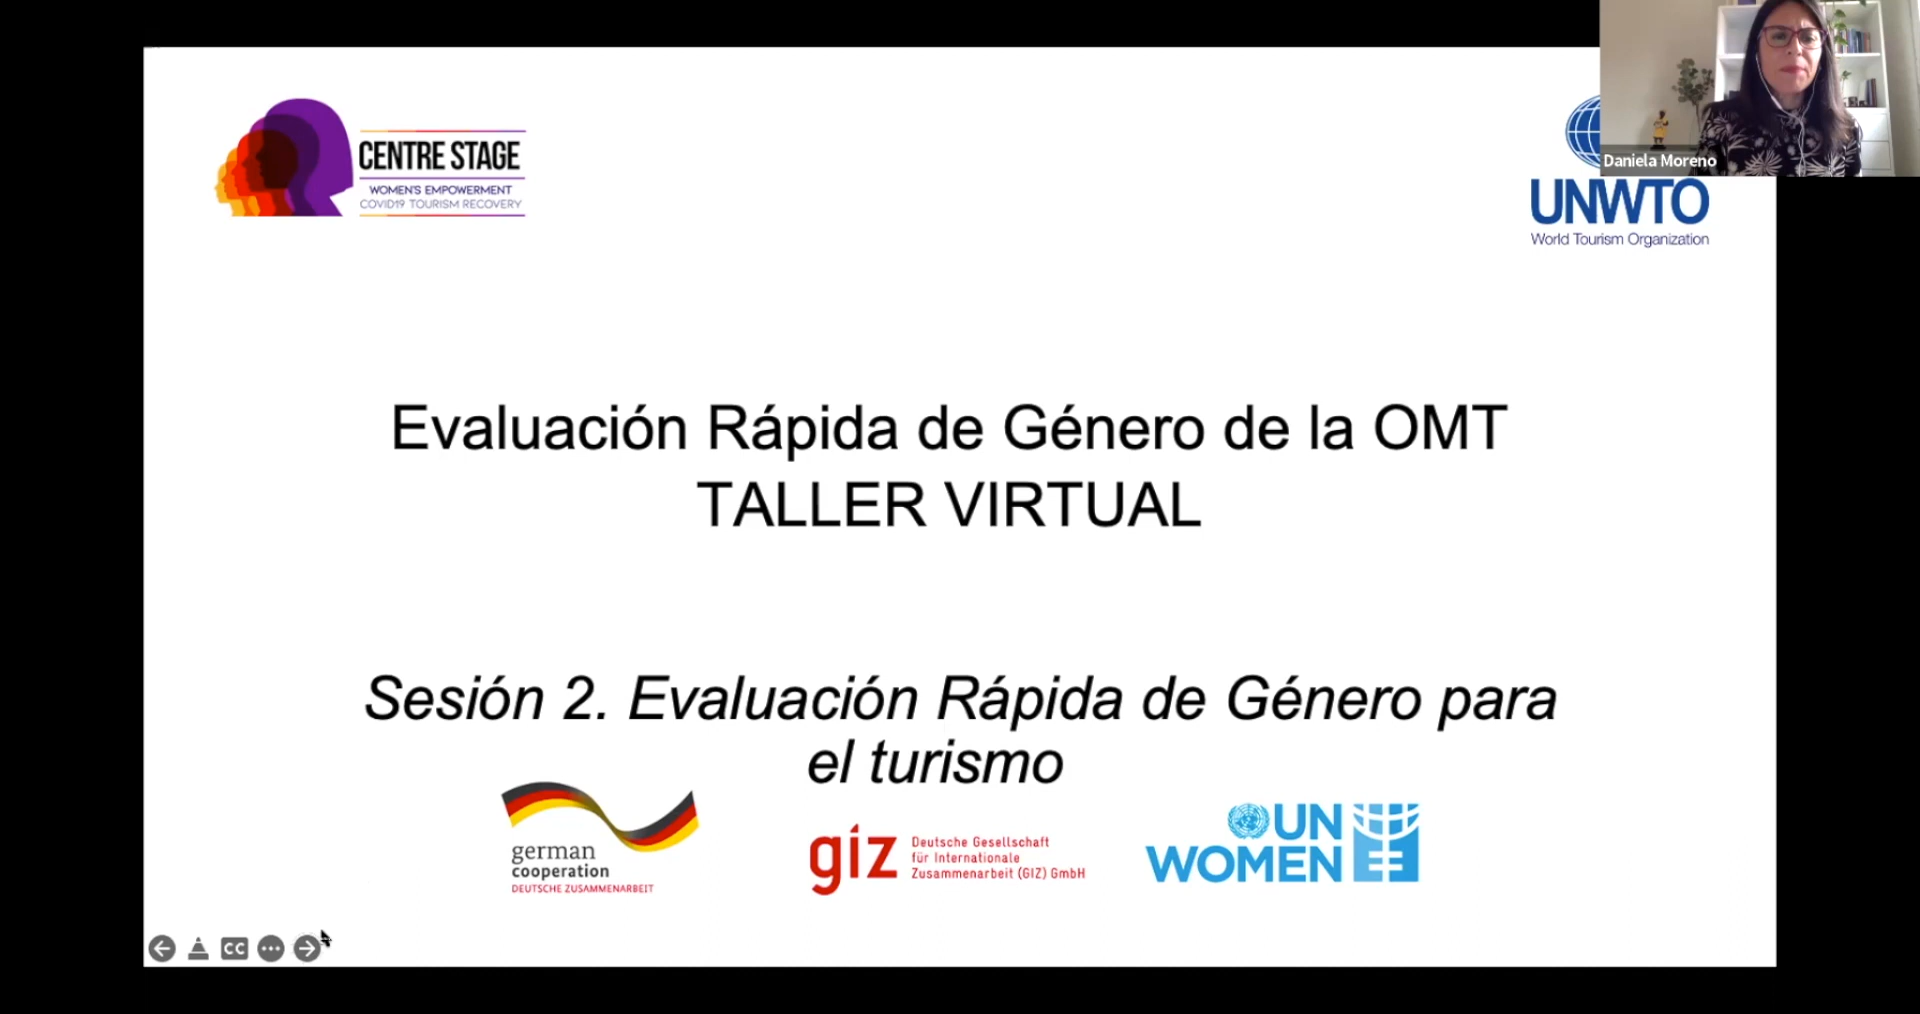 Daniela Moreno
CENTRE STAGE
WOMEN'S EMPOWERMENT
COVID19 TOURISM RECOVERY
UNWTO
World Tourism Organization
Evaluación Rápida de Género de la OMT
TALLER VIRTUAL
Sesión 2. Evaluación Rápida de Género para
el turismo
german
cooperation
DEUTSCHE ZUSAMMENARBEIT
giz
Deutsche Gesellschaft
für Internationale
Zusammenarbeit (GIZ) GmbH
UN
WOMEN
CC